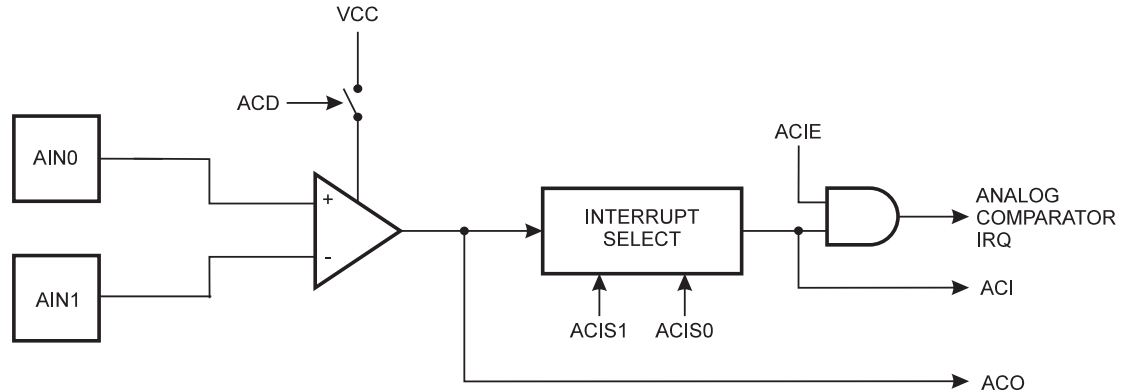 VCC
ACD
AIN0
ACIE
+
INTERRUPT
SELECT
ANALOG
COMPARATOR
IRQ
-
AIN1
ACI
ACIS1 ACIS0
ACO